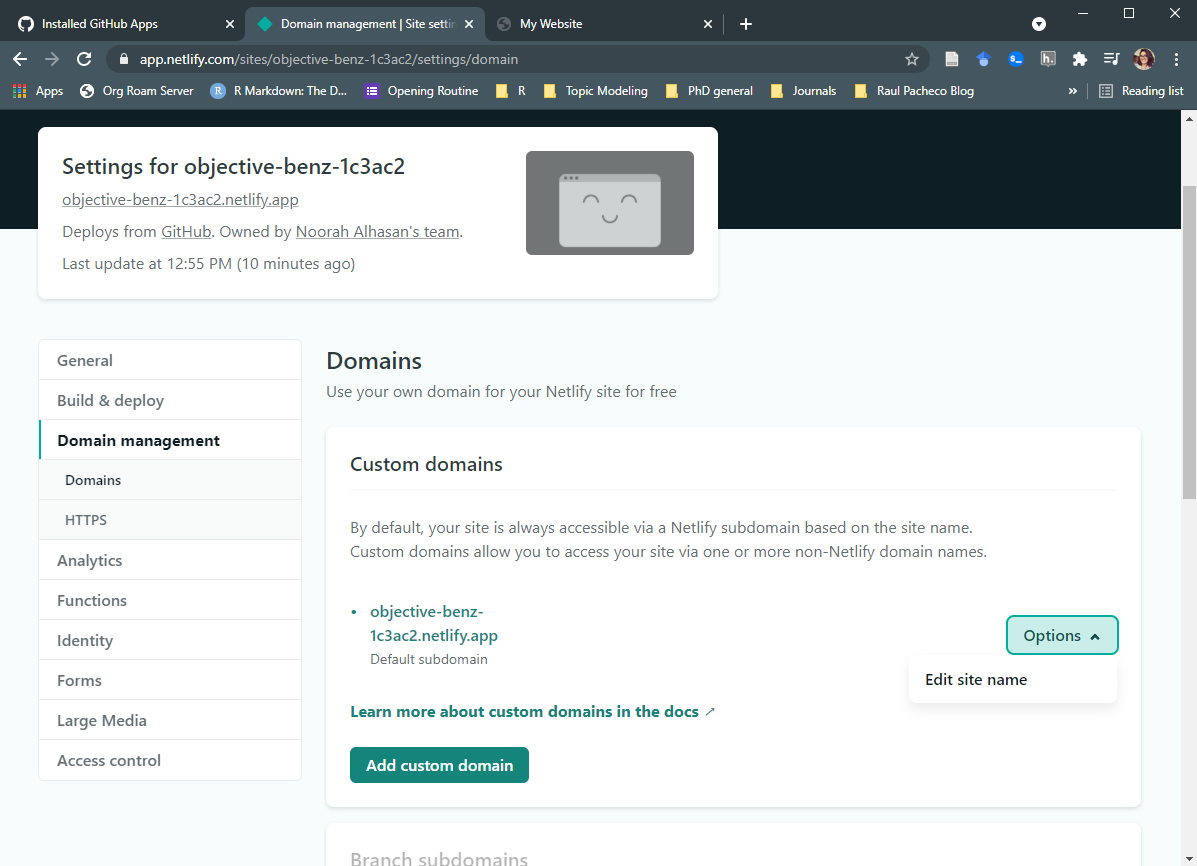 Installed GitHub Apps
Domain management | Site settin
My Website
app.netlify.com/sites/objective-benz-1c3ac2/settings/domain
Apps
Org Roam Server
R Markdown: The D...
Opening Routine
R
Topic Modeling
PhD general
Journals
Raul Pacheco Blog
»
Reading list
Settings for objective-benz-1c3ac2
objective-benz-1c3ac2.netlify.app
Deploys from GitHub. Owned by Noorah Alhasan's team.
Last update at 12:55 PM (10 minutes ago)
General
Build & deploy
Domain management
Domains
HTTPS
Analytics
Functions
Identity
Forms
Large Media
Access control
Domains
Use your own domain for your Netlify site for free
Custom domains
By default, your site is always accessible via a Netlify subdomain based on the site name.
Custom domains allow you to access your site via one or more non-Netlify domain names.
• objective-benz-
1c3ac2.netlify.app
Default subdomain
Options
Edit site name
Learn more about custom domains in the docs ↗
Add custom domain
Branch subdomains